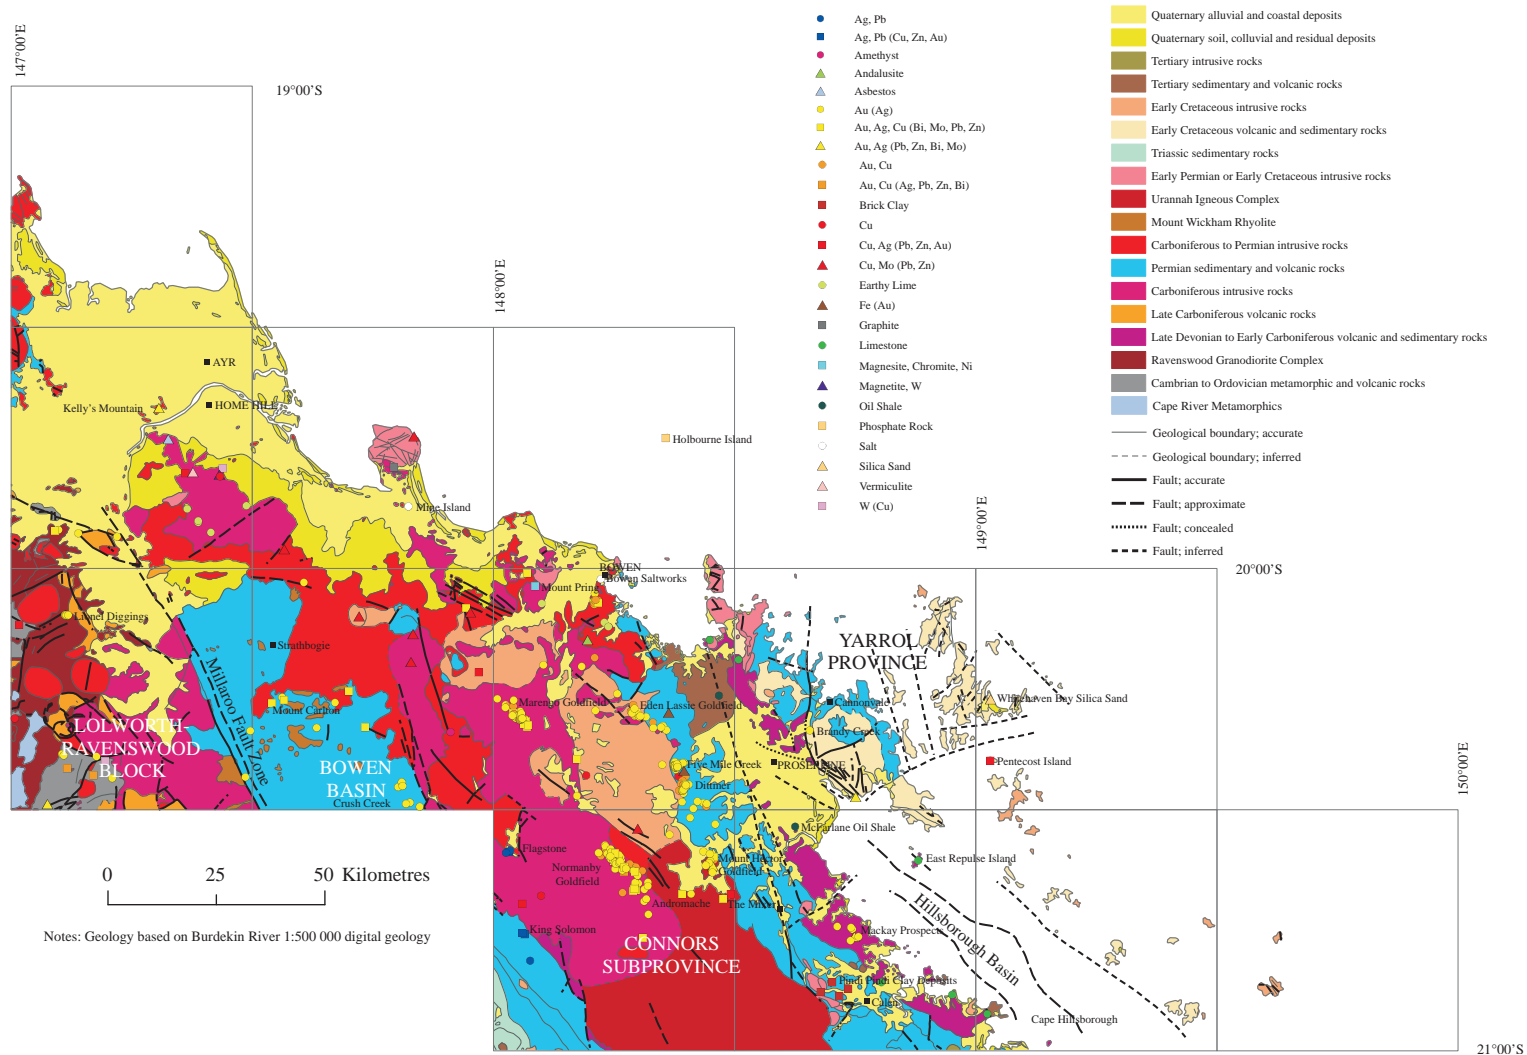 147°00'E
19°00'S
148°00'E
149°00'E
20°00'S
150°00'E
21°00'S
Ag, Pb
Ag, Pb (Cu, Zn, Au)
Amethyst
Andalusite
Asbestos
Au (Ag)
Au, Ag, Cu (Bi, Mo, Pb, Zn)
Au, Ag (Pb, Zn, Bi, Mo)
Au, Cu
Au, Cu (Ag, Pb, Zn, Bi)
Brick Clay
Cu
Cu, Ag (Pb, Zn, Au)
Cu, Mo (Pb, Zn)
Earthy Lime
Fe (Au)
Graphite
Limestone
Magnesite, Chromite, Ni
Magnetite, W
Oil Shale
Phosphate Rock
Salt
Silica Sand
Vermiculite
W (Cu)
Quaternary alluvial and coastal deposits
Quaternary soil, colluvial and residual deposits
Tertiary intrusive rocks
Tertiary sedimentary and volcanic rocks
Early Cretaceous intrusive rocks
Early Cretaceous volcanic and sedimentary rocks
Triassic sedimentary rocks
Early Permian or Early Cretaceous intrusive rocks
Urannah Igneous Complex
Mount Wickham Rhyolite
Carboniferous to Permian intrusive rocks
Permian sedimentary and volcanic rocks
Carboniferous intrusive rocks
Late Carboniferous volcanic rocks
Late Devonian to Early Carboniferous volcanic and sedimentary rocks
Ravenswood Granodiorite Complex
Cambrian to Ordovician metamorphic and volcanic rocks
Cape River Metamorphics
Geological boundary; accurate
Geological boundary; inferred
Fault; accurate
Fault; approximate
Fault; concealed
Fault; inferred
AYR
Kelly's Mountain
HOME HILL
Holbourne Island
Mine Island
BOWEN
Bowen Saltworks
Mount Pring
Lionel Diggings
Strathbogie
Millaroo Fault Zone
YARROL
PROVINCE
Whitehaven Bay Silica Sand
Marengo Goldfield
Eden Lassie Goldfield
Cannonvale
Mount Carlton
Brandy Creek
LOLWORTH-
RAVENSWOOD
BLOCK
BOWEN
BASIN
Five Mile Creek
PROSERPINE
Pentecost Island
Dittmer
Crush Creek
McFarlane Oil Shale
Flagstone
Normanby
Goldfield
Mount Hector
Goldfield
East Repulse Island
Andromache
The Mixer
King Solomon
Mackay Prospects
Hillsborough Basin
CONNORS
SUBPROVINCE
Pindi Pindi Clay Deposits
Calen
Cape Hillsborough
0 25 50 Kilometres
Notes: Geology based on Burdekin River 1:500 000 digital geology